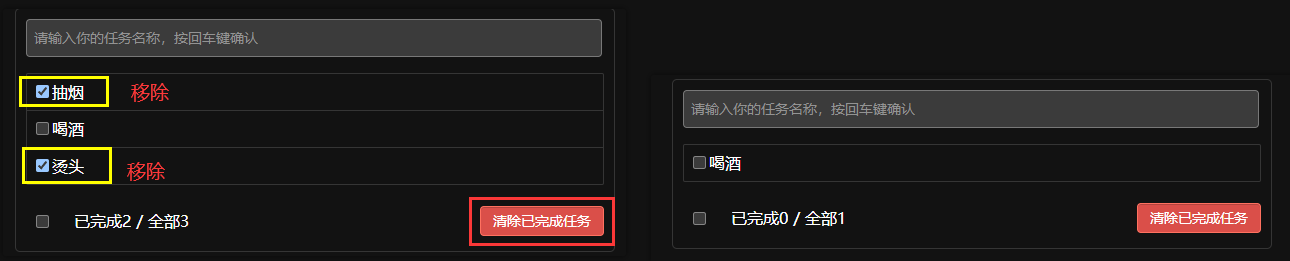 请输入你的任务名称，按回车键确认
抽烟 移除
喝酒
烫头 移除
已完成2 / 全部3 清除已完成任务
请输入你的任务名称，按回车键确认
喝酒
已完成0 / 全部1 清除已完成任务